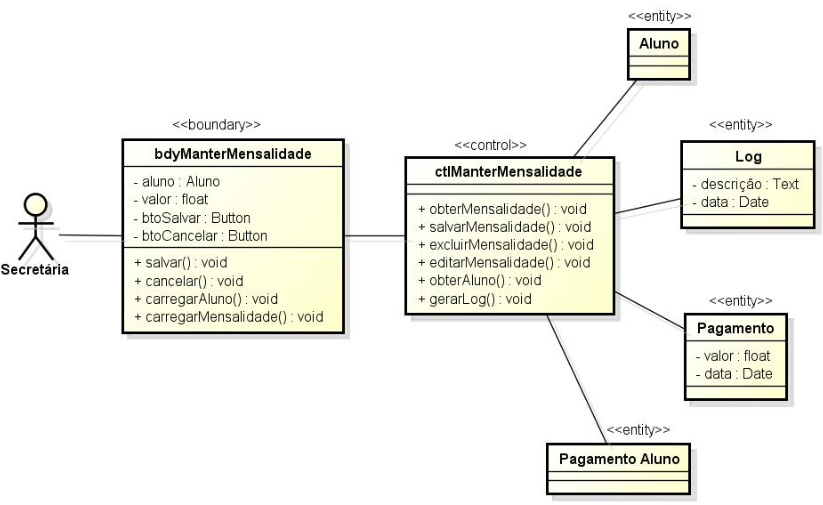 <<entity>>
Aluno
<<boundary>>
bdyManterMensalidade
- aluno : Aluno
- valor : float
- btoSalvar : Button
- btoCancelar : Button
+ salvar() : void
+ cancelar() : void
+ carregarAluno() : void
+ carregarMensalidade() : void
Secretária
<<control>>
ctlManterMensalidade
+ obterMensalidade() : void
+ salvarMensalidade() : void
+ excluirMensalidade() : void
+ editarMensalidade() : void
+ obterAluno() : void
+ gerarLog() : void
<<entity>>
Log
- descrição : Text
- data : Date
<<entity>>
Pagamento
- valor : float
- data : Date
<<entity>>
Pagamento Aluno